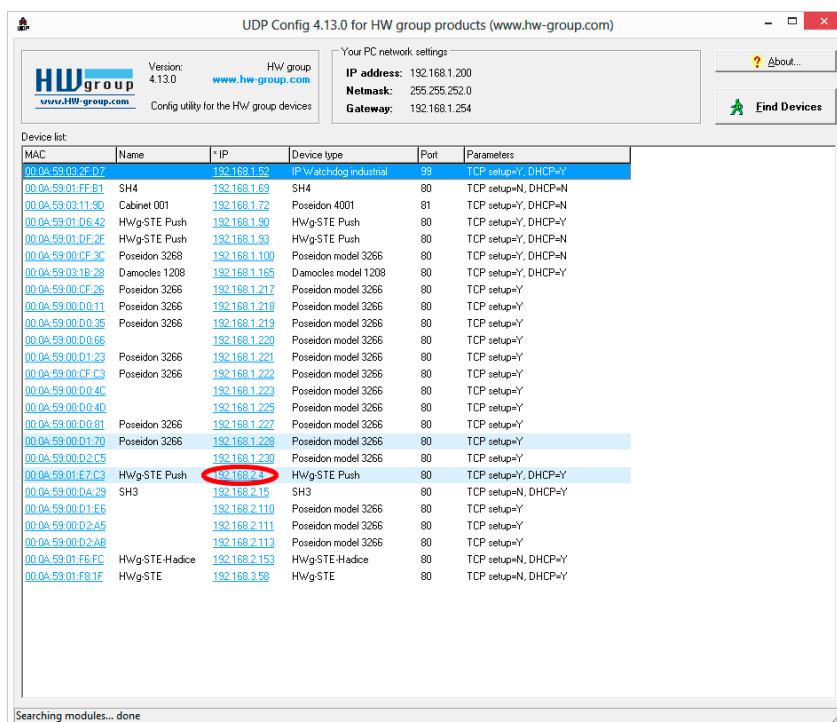 UDP Config 4.13.0 for HW group products (www.hw-group.com)
HWgroup
www.HW-group.com
Version: HW group
4.13.0 www.hw-group.com
Config utility for the HW group devices
Your PC network settings
IP address: 192.168.1.200
Netmask: 255.255.252.0
Gateway: 192.168.1.254
? About...
Find Devices
Device list:
MAC Name * IP Device type Port Parameters
00:0A:59:03:2F:D7 192.168.1.52 IP Watchdog industrial 99 TCP setup=Y, DHCP=Y
00:0A:59:01:FF:B1 SH4 192.168.1.69 SH4 80 TCP setup=N, DHCP=N
00:0A:59:03:11:9D Cabinet 001 192.168.1.72 Poseidon 4001 81 TCP setup=Y, DHCP=N
00:0A:59:01:D6:42 HWg-STE Push 192.168.1.90 HWg-STE Push 80 TCP setup=Y, DHCP=Y
00:0A:59:01:DF:2F HWg-STE Push 192.168.1.93 HWg-STE Push 80 TCP setup=Y, DHCP=N
00:0A:59:00:CF:3C Poseidon 3268 192.168.1.100 Poseidon model 3266 80 TCP setup=Y, DHCP=N
00:0A:59:03:1B:28 Damocles 1208 192.168.1.165 Damocles model 1208 80 TCP setup=Y, DHCP=Y
00:0A:59:00:CF:26 Poseidon 3266 192.168.1.217 Poseidon model 3266 80 TCP setup=Y
00:0A:59:00:D0:11 Poseidon 3266 192.168.1.218 Poseidon model 3266 80 TCP setup=Y
00:0A:59:00:D0:35 Poseidon 3266 192.168.1.219 Poseidon model 3266 80 TCP setup=Y
00:0A:59:00:D0:66 192.168.1.220 Poseidon model 3266 80 TCP setup=Y
00:0A:59:00:D1:23 Poseidon 3266 192.168.1.221 Poseidon model 3266 80 TCP setup=Y
00:0A:59:00:CF:C3 Poseidon 3266 192.168.1.222 Poseidon model 3266 80 TCP setup=Y
00:0A:59:00:D0:4C 192.168.1.223 Poseidon model 3266 80 TCP setup=Y
00:0A:59:00:D0:4D 192.168.1.225 Poseidon model 3266 80 TCP setup=Y
00:0A:59:00:D0:81 Poseidon 3266 192.168.1.227 Poseidon model 3266 80 TCP setup=Y
00:0A:59:00:D1:70 Poseidon 3266 192.168.1.228 Poseidon model 3266 80 TCP setup=Y
00:0A:59:00:D2:C5 192.168.1.230 Poseidon model 3266 80 TCP setup=Y
00:0A:59:01:E7:C3 HWg-STE Push 192.168.2.4 HWg-STE Push 80 TCP setup=Y, DHCP=Y
00:0A:59:00:DA:29 SH3 192.168.2.15 SH3 80 TCP setup=N, DHCP=Y
00:0A:59:00:D1:E6 192.168.2.110 Poseidon model 3266 80 TCP setup=Y
00:0A:59:00:D2:A5 192.168.2.111 Poseidon model 3266 80 TCP setup=Y
00:0A:59:00:D2:AB 192.168.2.113 Poseidon model 3266 80 TCP setup=Y
00:0A:59:01:F6:FC HWg-STE-Hadice 192.168.2.153 HWg-STE-Hadice 80 TCP setup=N, DHCP=Y
00:0A:59:01:F8:1F HWg-STE 192.168.3.58 HWg-STE 80 TCP setup=N, DHCP=Y
Searching modules... done